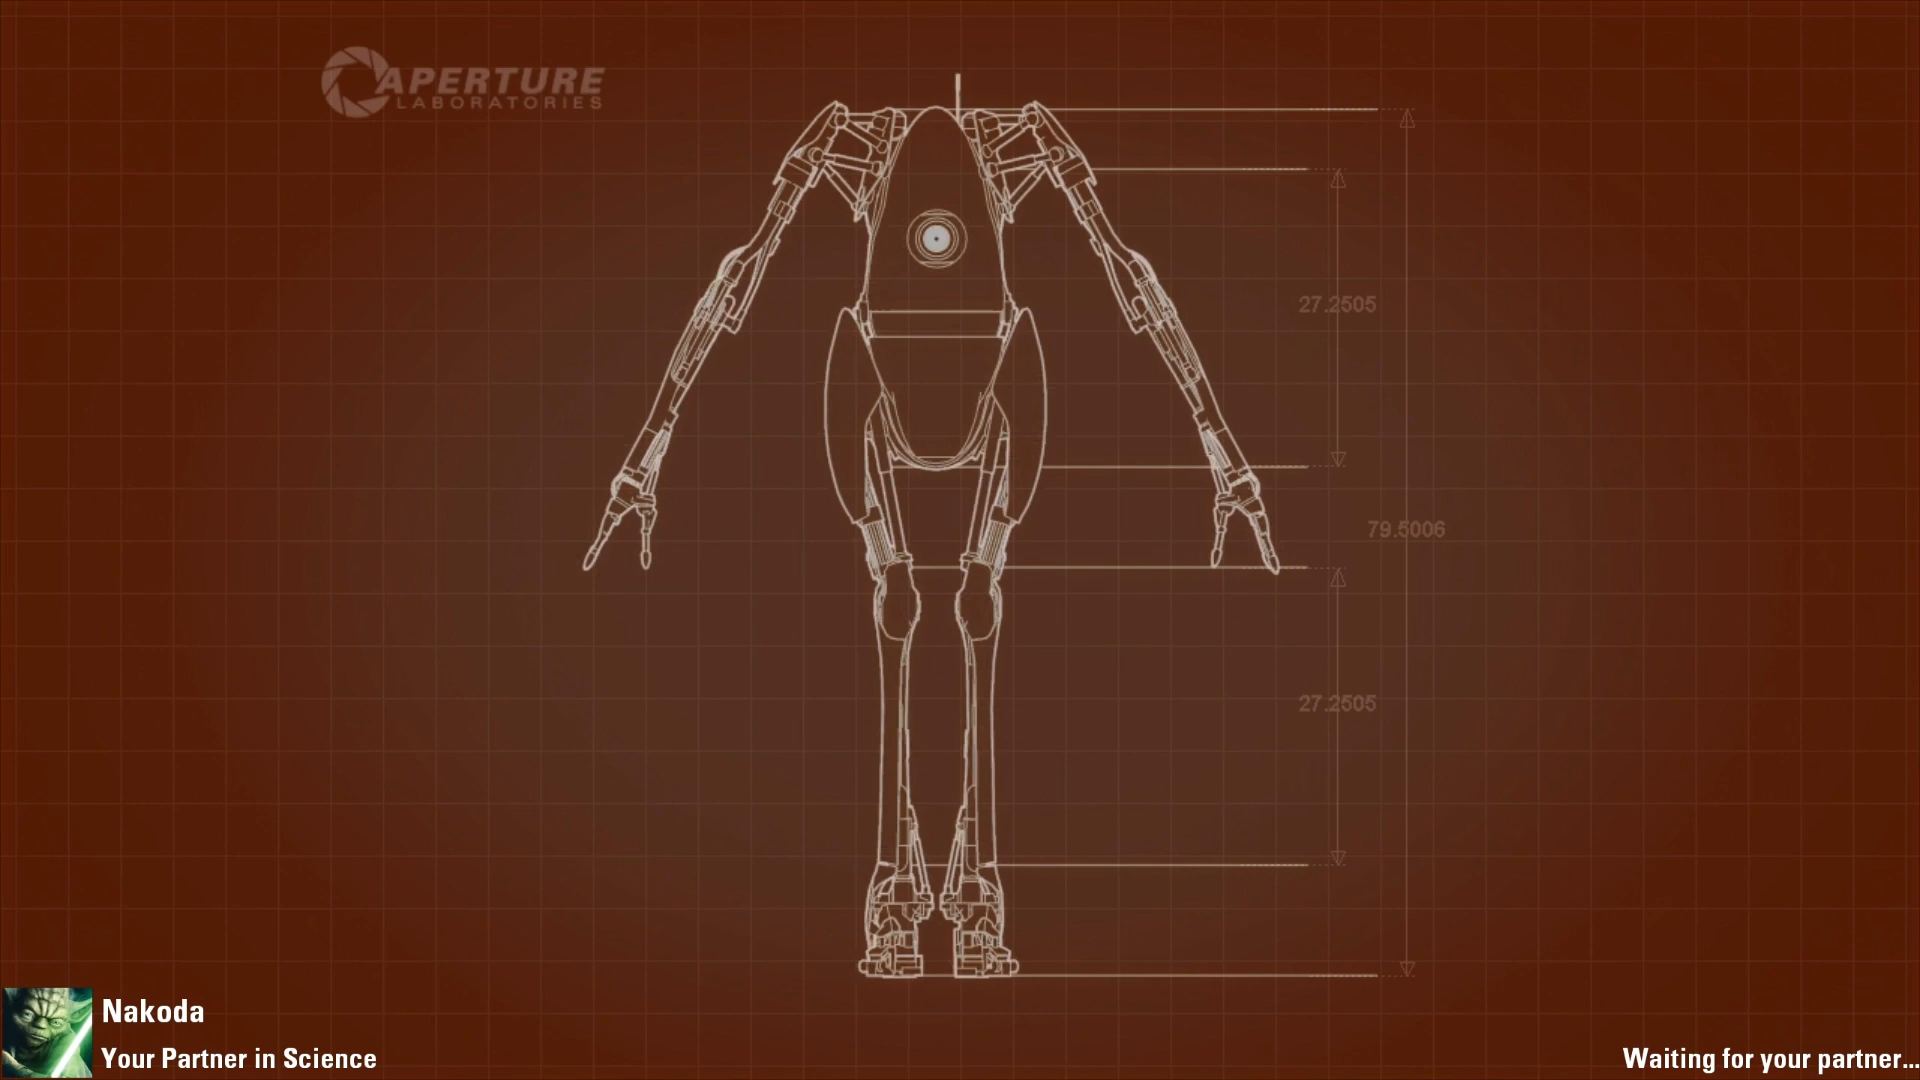 APERTURE
LABORATORIES
27.2505
79.5006
27.2505
Nakoda
Your Partner in Science
Waiting for your partner...